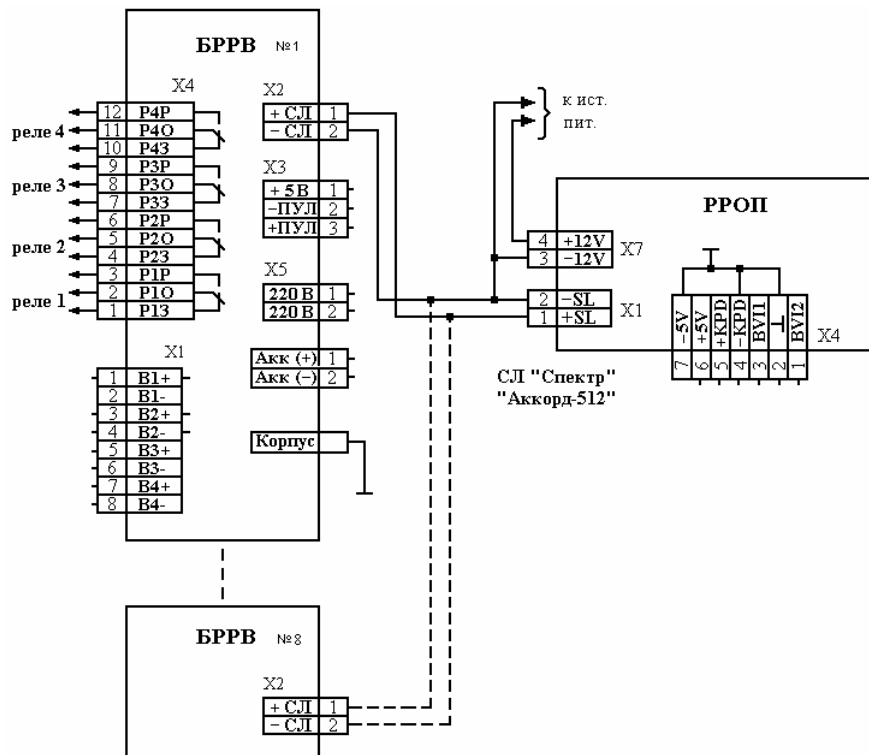 БРРВ №1
X4
12 Р4Р
11 Р4О
10 Р4З
9 Р3Р
8 Р3О
7 Р3З
6 Р2Р
5 Р2О
4 Р2З
3 Р1Р
2 Р1О
1 Р1З
реле 4
реле 3
реле 2
реле 1
X1
1 В1+
2 В1-
3 В2+
4 В2-
5 В3+
6 В3-
7 В4+
8 В4-
X2
+ СЛ 1
– СЛ 2
X3
+ 5 В 1
–ПУЛ 2
+ПУЛ 3
X5
220 В 1
220 В 2
Акк (+) 1
Акк (–) 2
Корпус
к ист.
пит.
РРОП
4 +12V
3 –12V
X7
2 –SL
1 +SL
X1
7 –5V
6 +5V
5 +KPD
4 –KPD
3 BVI1
2 ⊥
1 BVI2
X4
СЛ "Спектр"
"Аккорд-512"
БРРВ №8
X2
+ СЛ 1
– СЛ 2